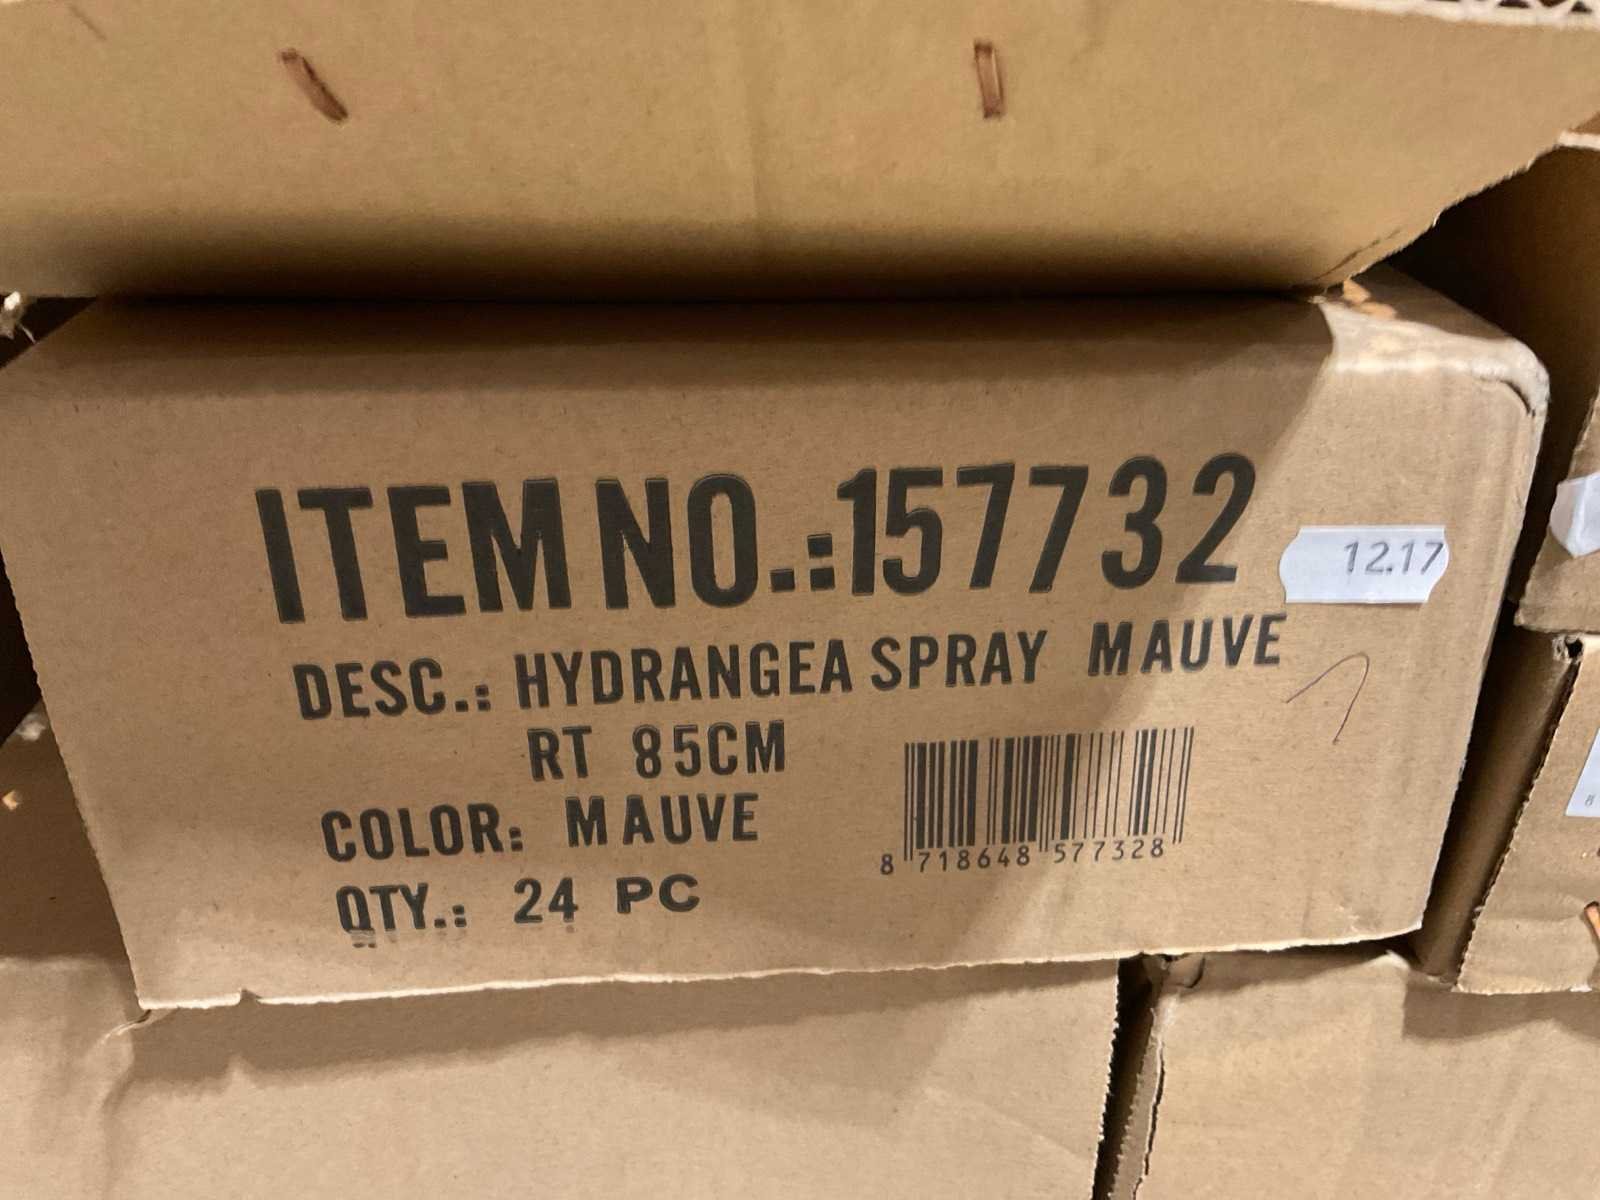 ITEM NO.:157732
12.17
DESC.: HYDRANGEA SPRAY MAUVE
RT 85CM
COLOR: MAUVE
QTY.: 24 PC
8 718648 577328